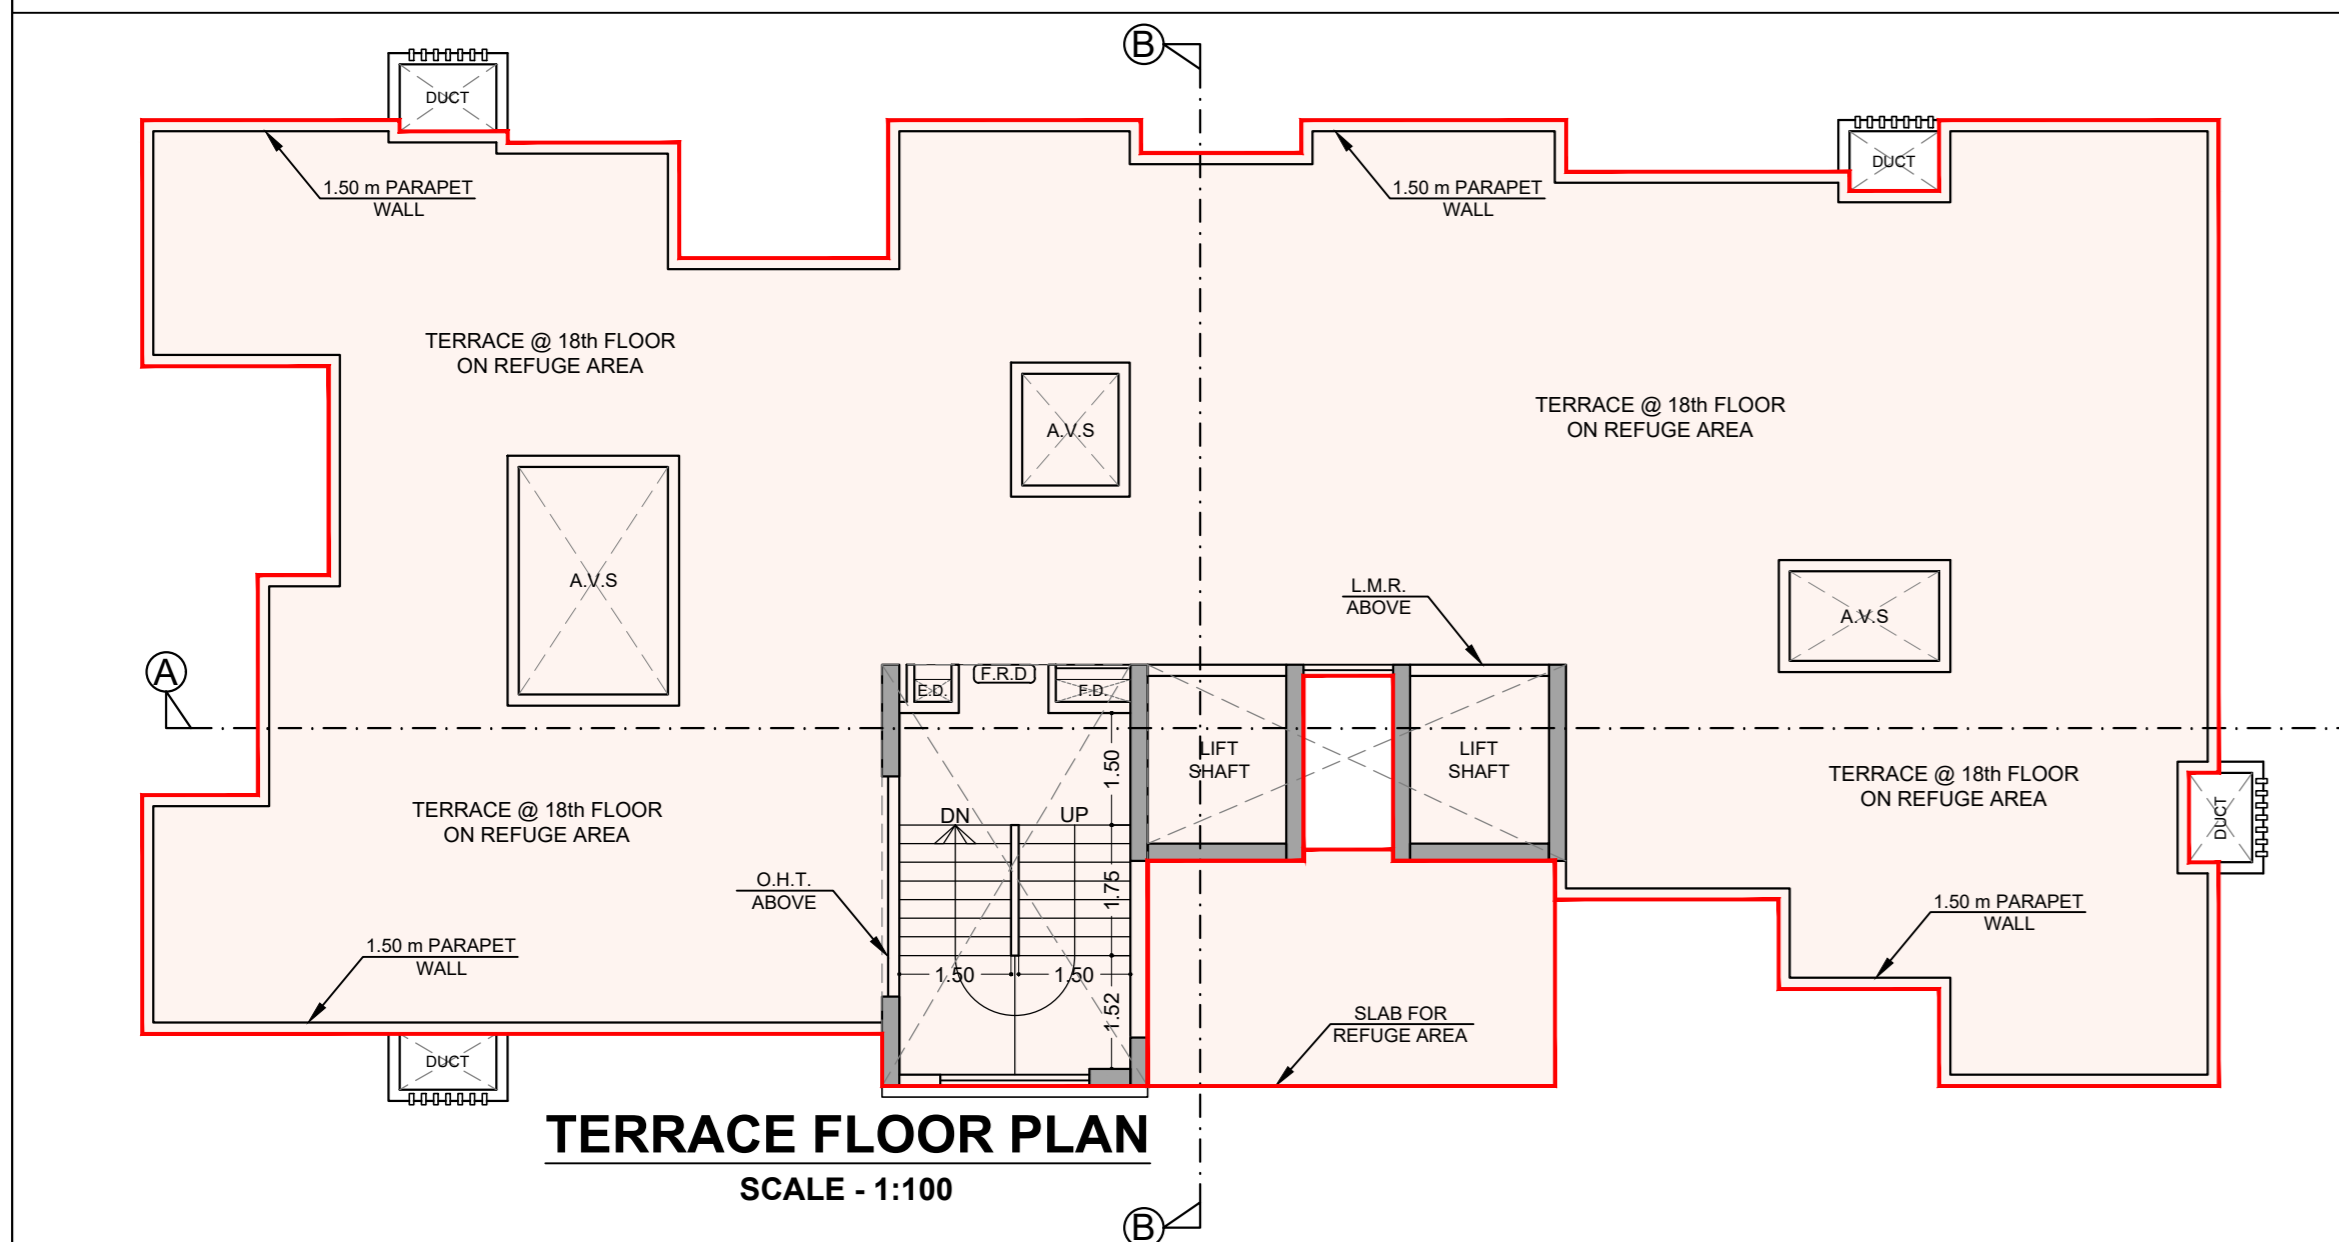 B
DUCT
DUCT
1.50 m PARAPET
WALL
1.50 m PARAPET
WALL
TERRACE @ 18th FLOOR
ON REFUGE AREA
TERRACE @ 18th FLOOR
ON REFUGE AREA
A.V.S
A.V.S
A.V.S
L.M.R.
ABOVE
A
E.D.
F.R.D
F.D.
LIFT
SHAFT
LIFT
SHAFT
1.50
TERRACE @ 18th FLOOR
ON REFUGE AREA
TERRACE @ 18th FLOOR
ON REFUGE AREA
DUCT
DN
UP
O.H.T.
ABOVE
1.75
1.50 m PARAPET
WALL
1.50 m PARAPET
WALL
1.50
1.50
1.52
SLAB FOR
REFUGE AREA
DUCT
TERRACE FLOOR PLAN
SCALE - 1:100
B